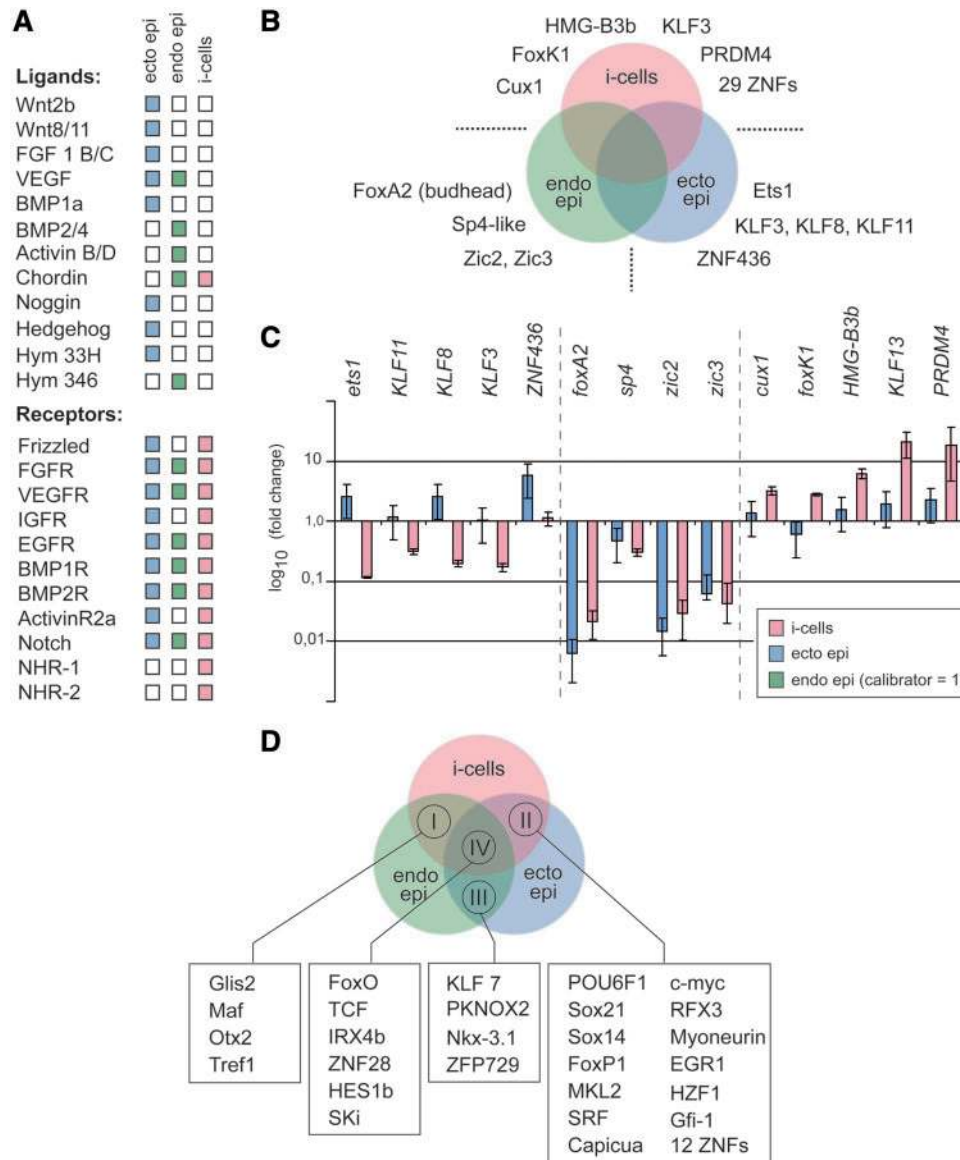 A
ecto epi
endo epi
i-cells
Ligands:
Wnt2b
Wnt8/11
FGF 1 B/C
VEGF
BMP1a
BMP2/4
Activin B/D
Chordin
Noggin
Hedgehog
Hym 33H
Hym 346
Receptors:
Frizzled
FGFR
VEGFR
IGFR
EGFR
BMP1R
BMP2R
ActivinR2a
Notch
NHR-1
NHR-2
B
HMG-B3b
KLF3
FoxK1
PRDM4
Cux1
29 ZNFs
i-cells
endo
epi
ecto
epi
FoxA2 (budhead)
Sp4-like
Zic2, Zic3
Ets1
KLF3, KLF8, KLF11
ZNF436
C
ets1
KLF11
KLF8
KLF3
ZNF436
foxA2
sp4
zic2
zic3
cux1
foxK1
HMG-B3b
KLF13
PRDM4
log10 (fold change)
10
1.0
0,1
0,01
i-cells
ecto epi
endo epi (calibrator = 1
D
i-cells
I
II
IV
endo
epi
ecto
epi
III
Glis2
Maf
Otx2
Tref1
FoxO
TCF
IRX4b
ZNF28
HES1b
SKi
KLF 7
PKNOX2
Nkx-3.1
ZFP729
POU6F1
Sox21
Sox14
FoxP1
MKL2
SRF
Capicua
c-myc
RFX3
Myoneurin
EGR1
HZF1
Gfi-1
12 ZNFs